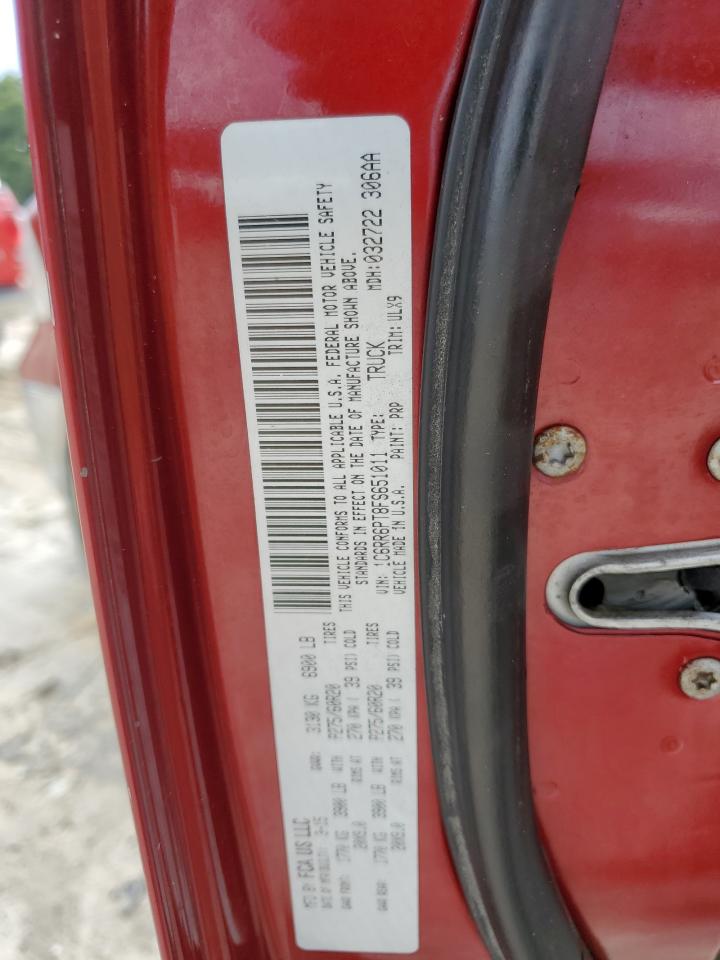 MFD BY FCA US LLC
DATE OF MFR GVWR: 3130 KG 6900 LB
GAWR FRONT: 1770 KG 3900 LB WITH P275/60R20 TIRES
RIMS AT 270 KPA ( 39 PSI) COLD
GAWR REAR: 1770 KG 3900 LB WITH P275/60R20 TIRES
RIMS AT 270 KPA ( 39 PSI) COLD
THIS VEHICLE CONFORMS TO ALL APPLICABLE U.S.A. FEDERAL MOTOR VEHICLE SAFETY
STANDARDS IN EFFECT ON THE DATE OF MANUFACTURE SHOWN ABOVE.
VIN: 1C6RR6PT8FS651011 TYPE: TRUCK MDH:032722 306AA
VEHICLE MADE IN U.S.A. PAINT: PRP TRIM: ULX9